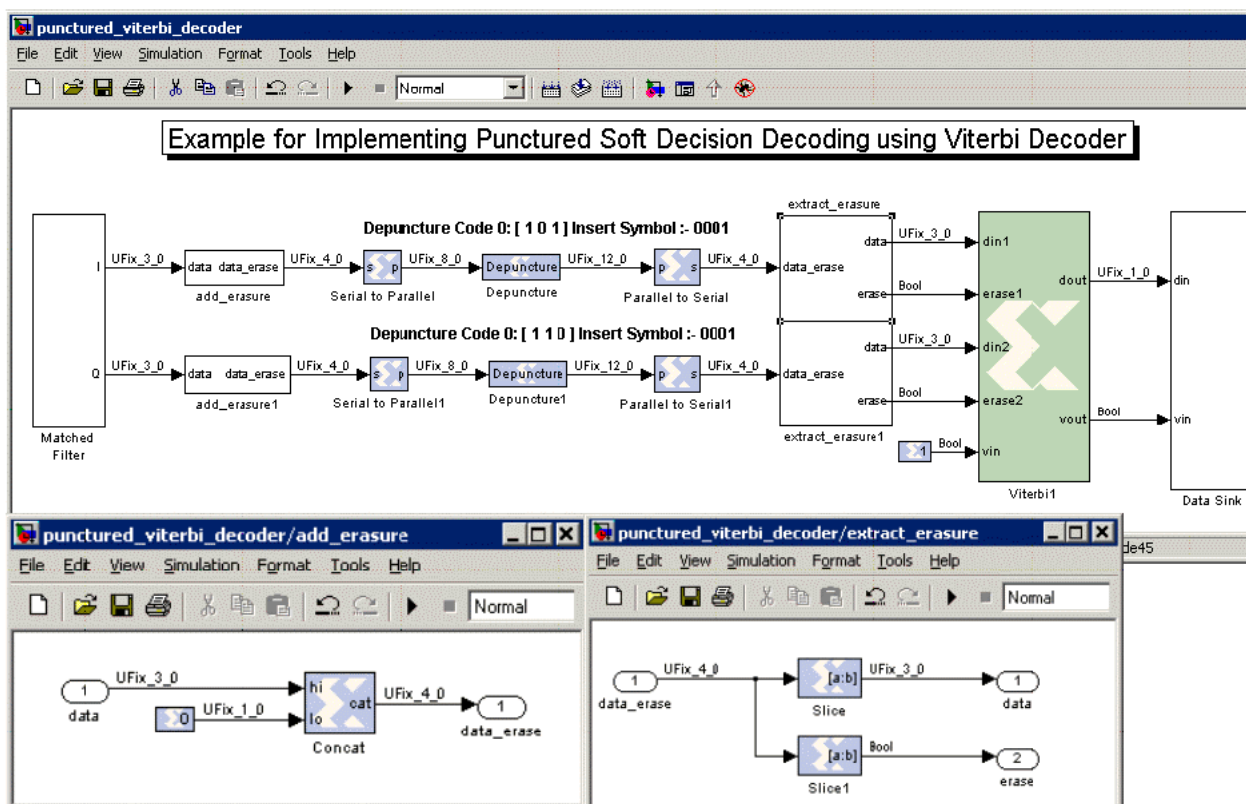 punctured_viterbi_decoder
File Edit View Simulation Format Tools Help
Normal
Example for Implementing Punctured Soft Decision Decoding using Viterbi Decoder
Depuncture Code 0: [ 1 0 1 ] Insert Symbol :- 0001
I
UFix_3_0
data data_erase
add_erasure
UFix_4_0
s p
Serial to Parallel
UFix_8_0
Depuncture
Depuncture
UFix_12_0
p s
Parallel to Serial
UFix_4_0
extract_erasure
data_erase
data
erase
UFix_3_0
Bool
Depuncture Code 0: [ 1 1 0 ] Insert Symbol :- 0001
Q
UFix_3_0
data data_erase
add_erasure1
UFix_4_0
s p
Serial to Parallel1
UFix_8_0
Depuncture
Depuncture1
UFix_12_0
p s
Parallel to Serial1
UFix_4_0
data_erase
data
erase
extract_erasure1
UFix_3_0
Bool
1
Bool
din1
erase1
din2
erase2
vin
dout
vout
Viterbi1
UFix_1_0
Bool
din
vin
Data Sink
Matched
Filter
de45
punctured_viterbi_decoder/add_erasure
File Edit View Simulation Format Tools Help
Normal
1
data
UFix_3_0
0
UFix_1_0
hi
lo
cat
Concat
UFix_4_0
1
data_erase
punctured_viterbi_decoder/extract_erasure
File Edit View Simulation Format Tools Help
Normal
1
data_erase
UFix_4_0
[a:b]
Slice
UFix_3_0
1
data
[a:b]
Slice1
Bool
2
erase